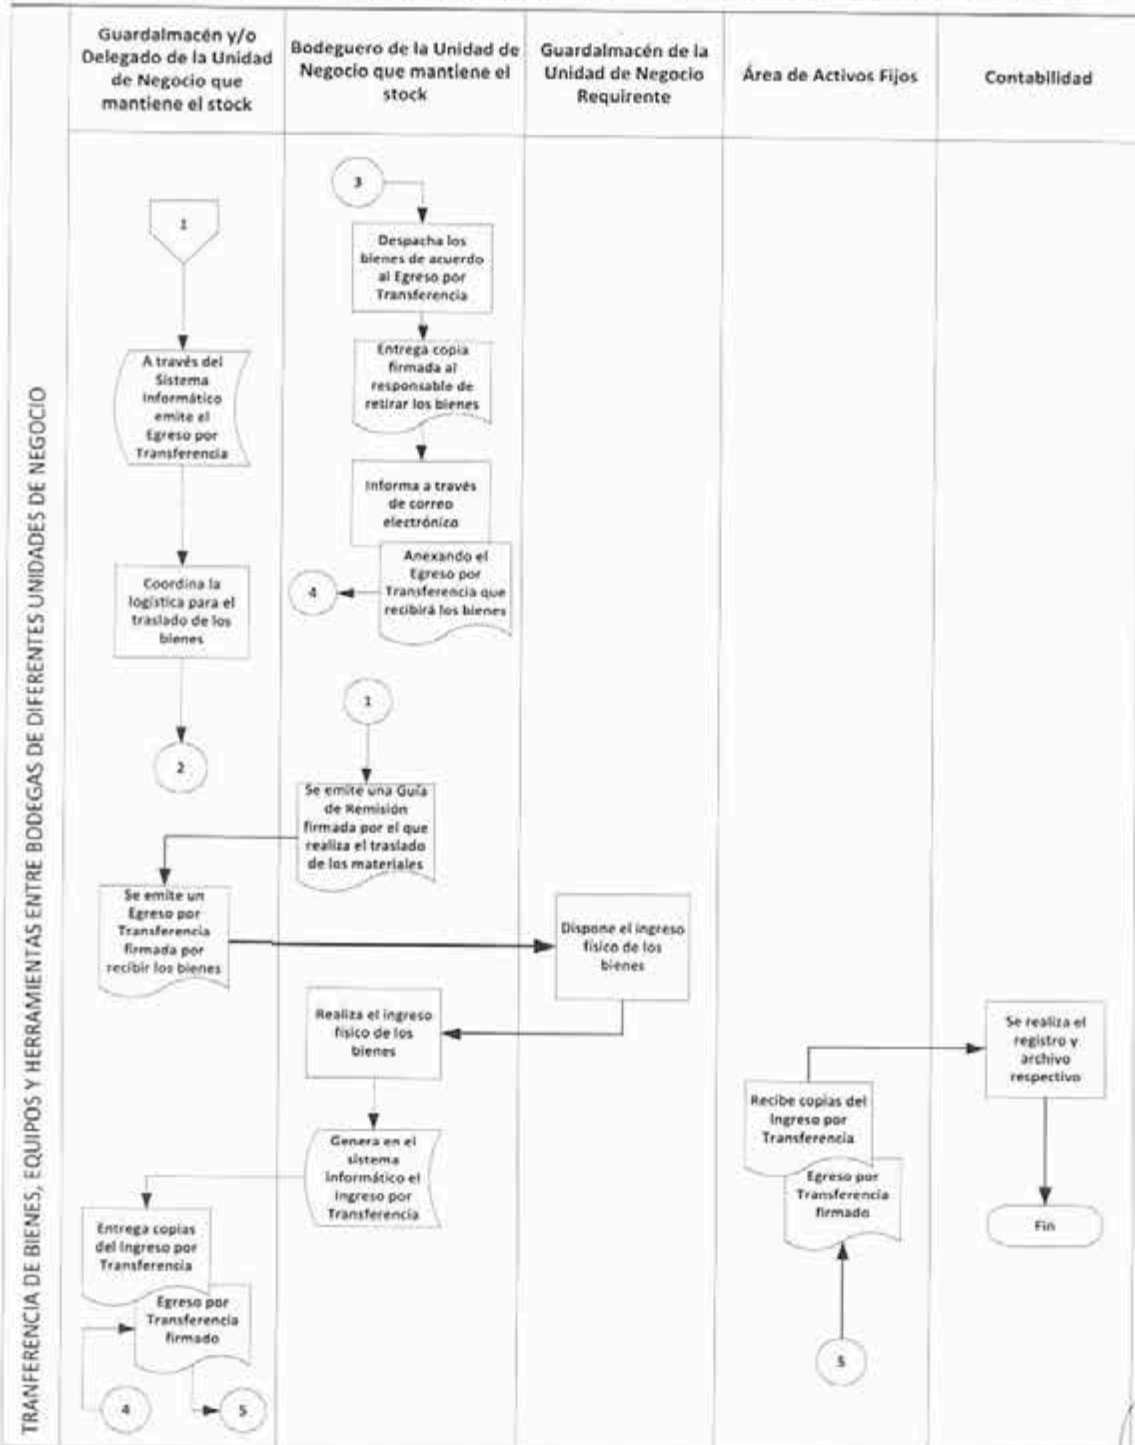 TRANFERENCIA DE BIENES, EQUIPOS Y HERRAMIENTAS ENTRE BODEGAS DE DIFERENTES UNIDADES DE NEGOCIO
Guardalmacén y/o
Delegado de la Unidad
de Negocio que
mantiene el stock
Bodeguero de la Unidad de
Negocio que mantiene el
stock
Guardalmacén de la
Unidad de Negocio
Requirente
Área de Activos Fijos
Contabilidad
1
A través del
Sistema
Informático
emite el
Egreso por
Transferencia
Coordina la
logística para el
traslado de los
bienes
2
3
Despacha los
bienes de acuerdo
al Egreso por
Transferencia
Entrega copia
firmada al
responsable de
retirar los bienes
Informa a través
de correo
electrónico
Anexando el
Egreso por
Transferencia que
recibirá los bienes
4
1
Se emite una Guía
de Remisión
firmada por el que
realiza el traslado
de los materiales
Se emite un
Egreso por
Transferencia
firmada por
recibir los bienes
Dispone el ingreso
físico de los
bienes
Realiza el ingreso
físico de los
bienes
Genera en el
sistema
informático el
Ingreso por
Transferencia
Entrega copias
del Ingreso por
Transferencia
Egreso por
Transferencia
firmado
4
5
Recibe copias del
Ingreso por
Transferencia
Egreso por
Transferencia
firmado
5
Se realiza el
registro y
archivo
respectivo
Fin